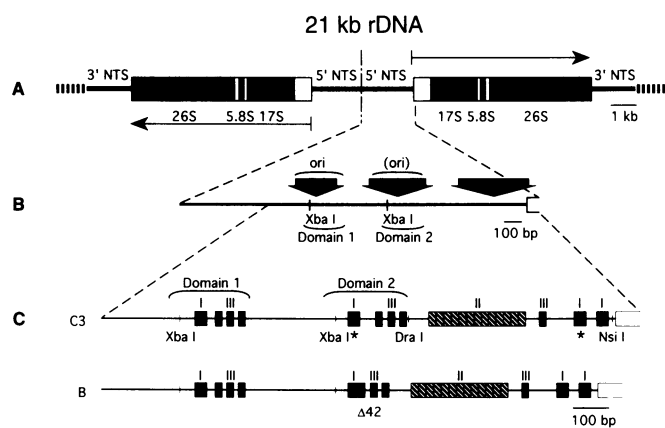 21 kb rDNA
A
3' NTS 5' NTS 5' NTS 3' NTS
26S 5.8S 17S 17S 5.8S 26S
1 kb
ori (ori)
B
Xba I Xba I
Domain 1 Domain 2
100 bp
Domain 1 Domain 2
I III I III II III I I
C
C3
Xba I Xba I* Dra I * Nsi I
I III I III II III I I
B
Δ42
100 bp